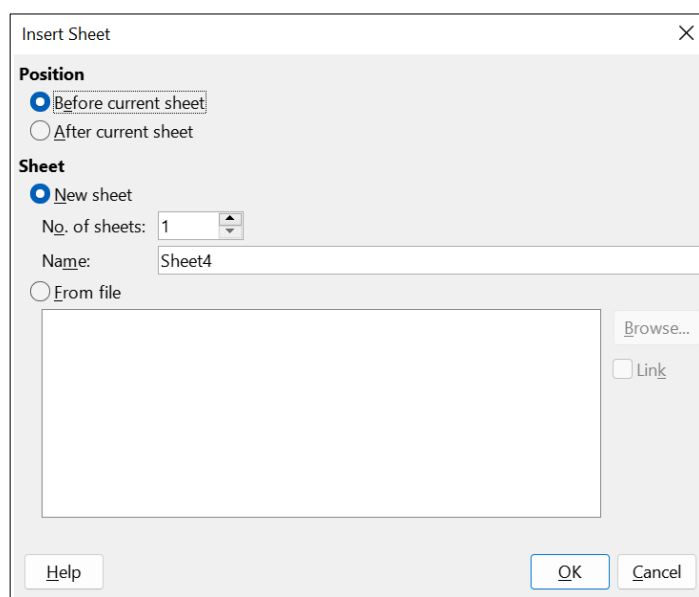 Insert Sheet
Position
Before current sheet
After current sheet
Sheet
New sheet
No. of sheets: 1
Name: Sheet4
From file
Browse...
Link
Help OK Cancel